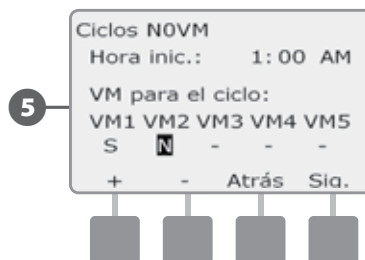 Ciclos N0VM
Hora inic.: 1:00 AM
5
VM para el ciclo:
VM1 VM2 VM3 VM4 VM5
S N - - -
+ - Atrás Sig.